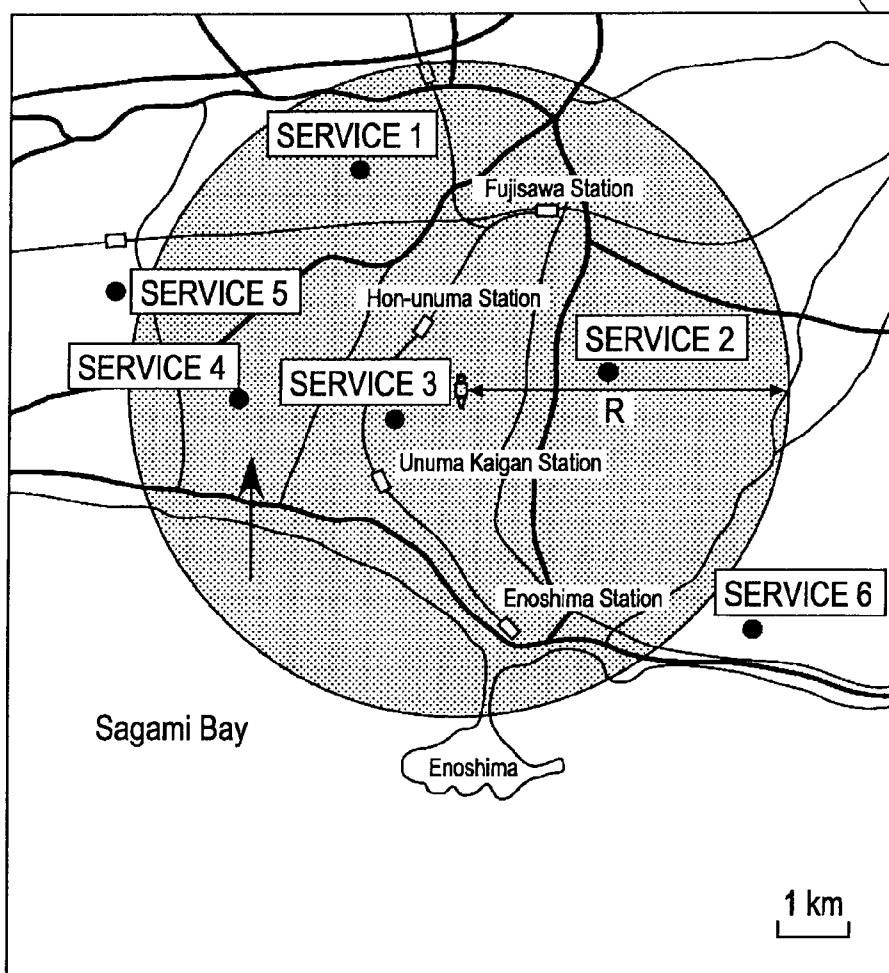 SERVICE 1
Fujisawa Station
SERVICE 5
Hon-unuma Station
SERVICE 2
SERVICE 4
SERVICE 3
R
Unuma Kaigan Station
Enoshima Station
SERVICE 6
Sagami Bay
Enoshima
1 km